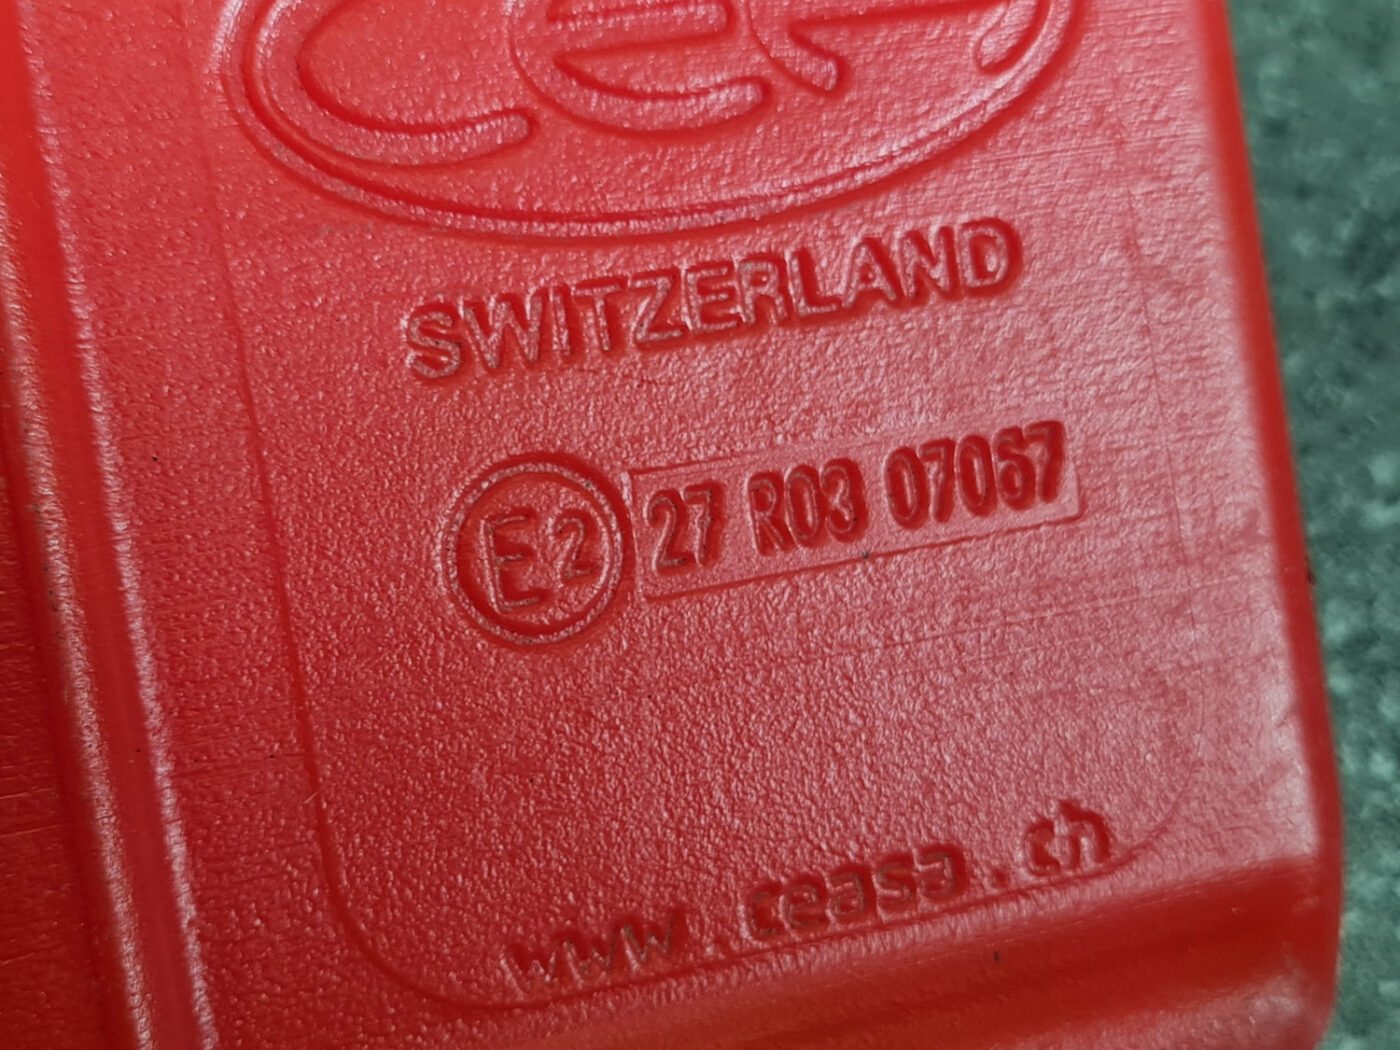 SWITZERLAND
E2 27 R03 07067
www.ceasa.ch